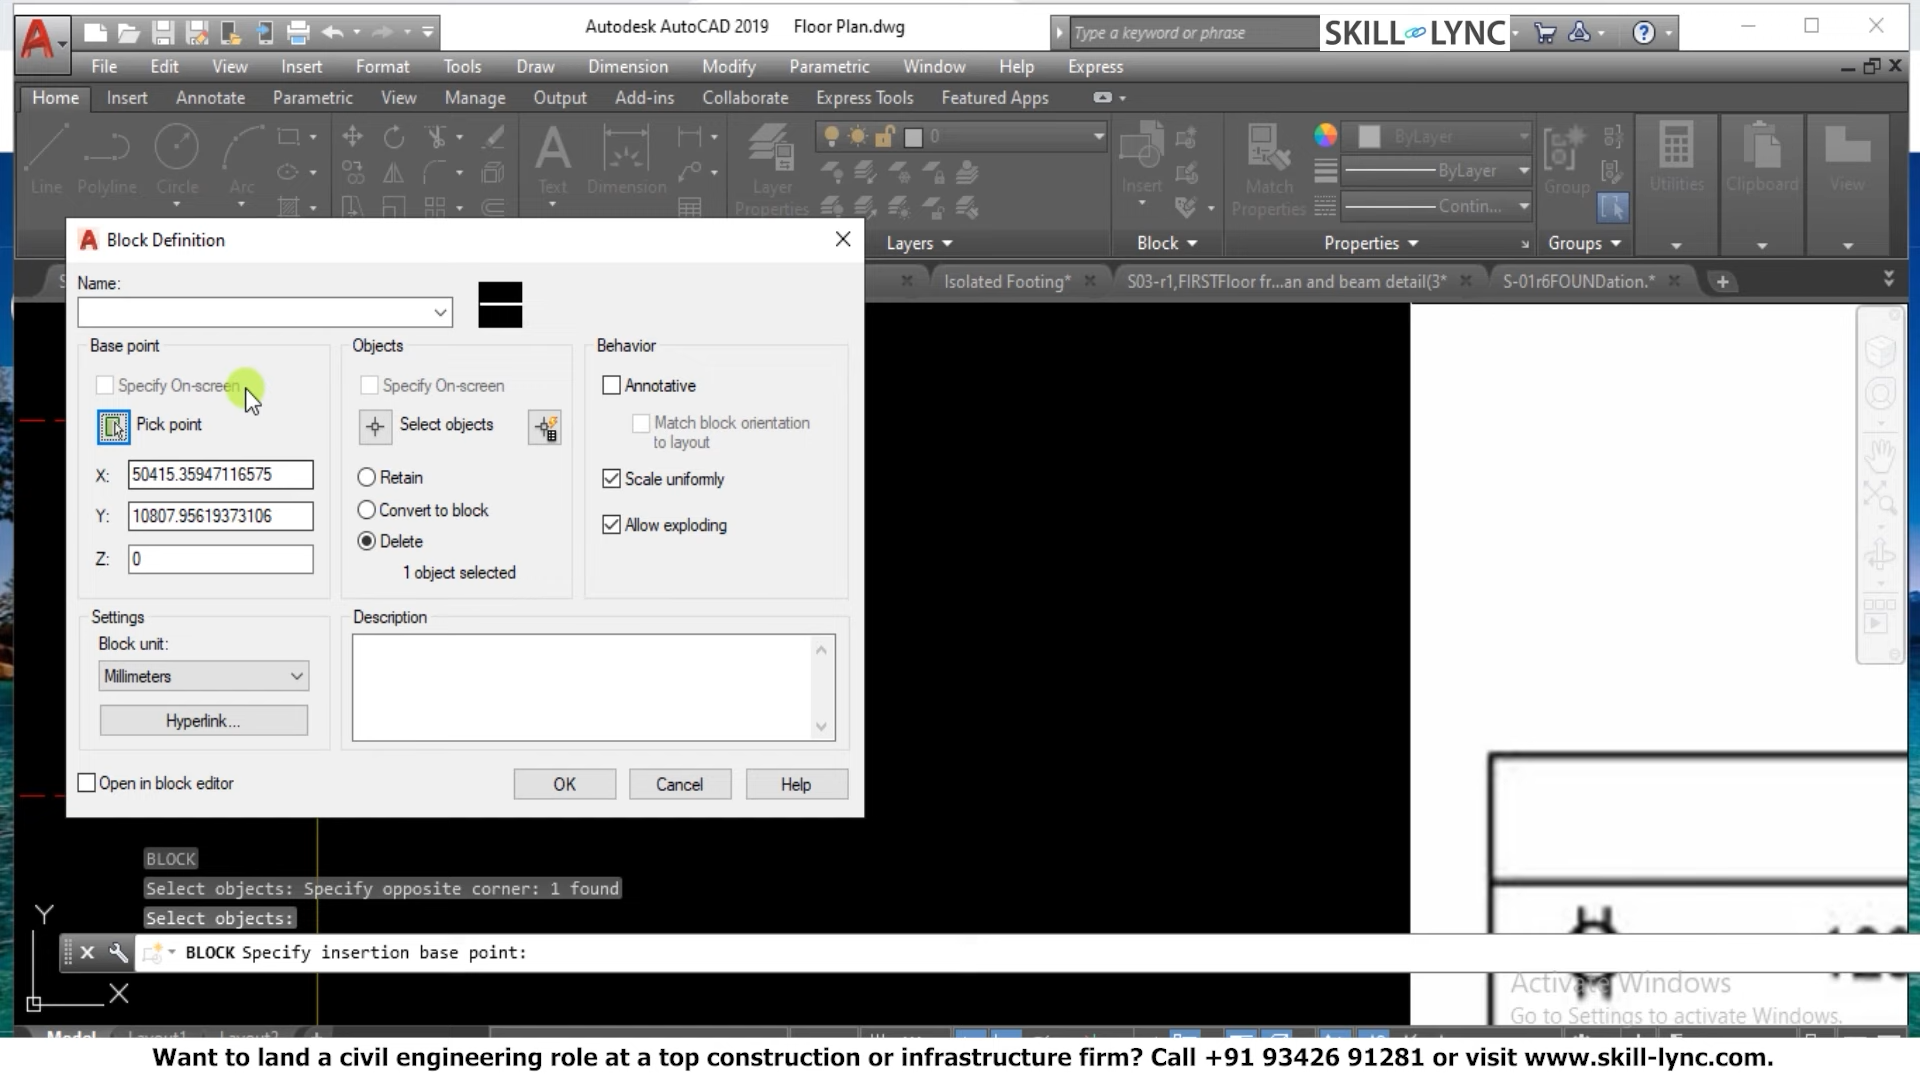 Autodesk AutoCAD 2019 Floor Plan.dwg
Type a keyword or phrase
SKILL LYNC
File Edit View Insert Format Tools Draw Dimension Modify Parametric Window Help Express
Home Insert Annotate Parametric View Manage Output Add-ins Collaborate Express Tools Featured Apps
0
ByLayer
ByLayer
Contin...
Line Polyline Circle Arc Text Dimension Layer Properties Insert Match Properties Group Utilities Clipboard View
Layers Block Properties Groups
Isolated Footing* S03-r1,FIRSTFloor fr...an and beam detail(3* S-01r6FOUNDation.*
Block Definition
Name:
Base point
Specify On-screen
Pick point
X: 50415.35947116575
Y: 10807.95619373106
Z: 0
Objects
Specify On-screen
Select objects
Retain
Convert to block
Delete
1 object selected
Behavior
Annotative
Match block orientation
to layout
Scale uniformly
Allow exploding
Settings
Block unit:
Millimeters
Hyperlink...
Description
Open in block editor
OK Cancel Help
BLOCK
Select objects: Specify opposite corner: 1 found
Select objects:
BLOCK Specify insertion base point:
Y
X
Activate Windows
Go to Settings to activate Windows.
Model Layout1 Layout2
Want to land a civil engineering role at a top construction or infrastructure firm? Call +91 93426 91281 or visit www.skill-lync.com.